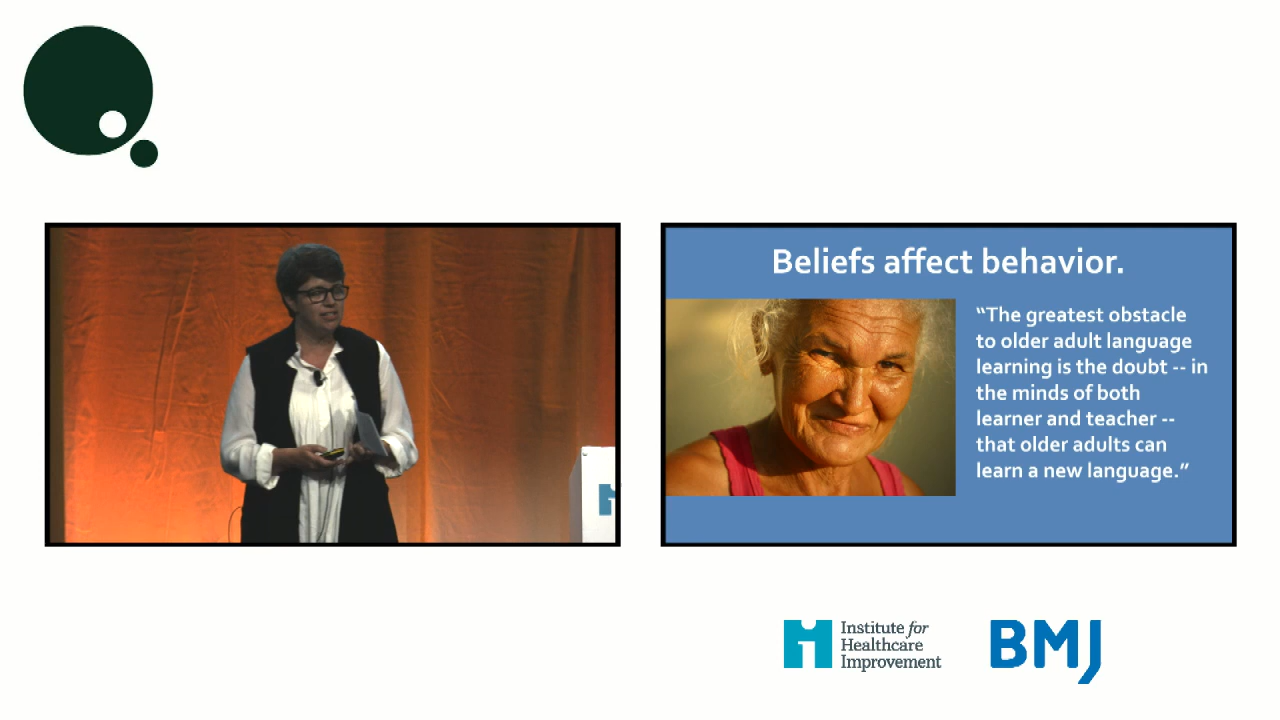 Beliefs affect behavior.
“The greatest obstacle
to older adult language
learning is the doubt -- in
the minds of both
learner and teacher --
that older adults can
learn a new language.”
Institute for
Healthcare
Improvement
BMJ